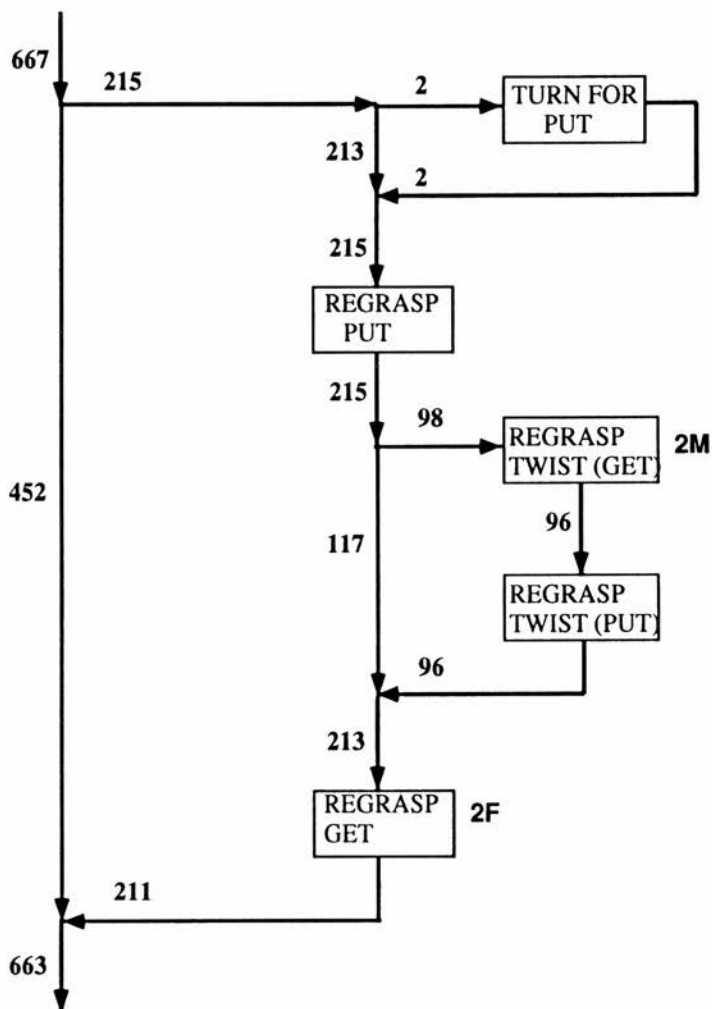 667
215
2
TURN FOR
PUT
213
2
215
REGRASP
PUT
215
98
REGRASP
TWIST (GET)
2M
452
96
117
REGRASP
TWIST (PUT)
96
213
REGRASP
GET
2F
211
663